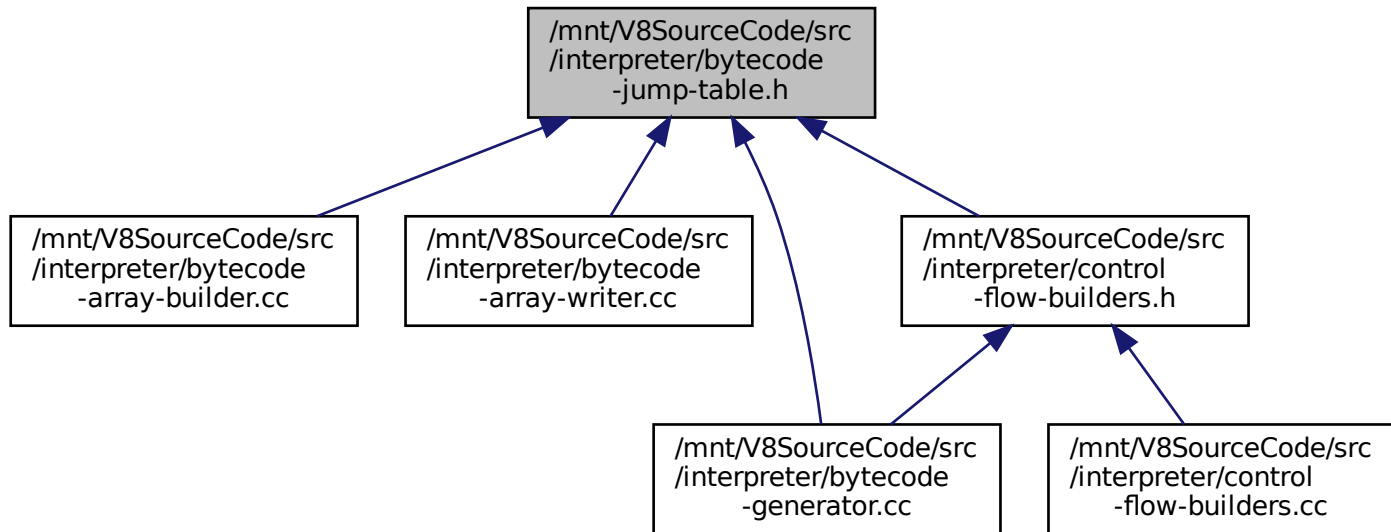 /mnt/V8SourceCode/src
/interpreter/bytecode
-jump-table.h
/mnt/V8SourceCode/src
/interpreter/bytecode
-array-builder.cc
/mnt/V8SourceCode/src
/interpreter/bytecode
-array-writer.cc
/mnt/V8SourceCode/src
/interpreter/control
-flow-builders.h
/mnt/V8SourceCode/src
/interpreter/bytecode
-generator.cc
/mnt/V8SourceCode/src
/interpreter/control
-flow-builders.cc